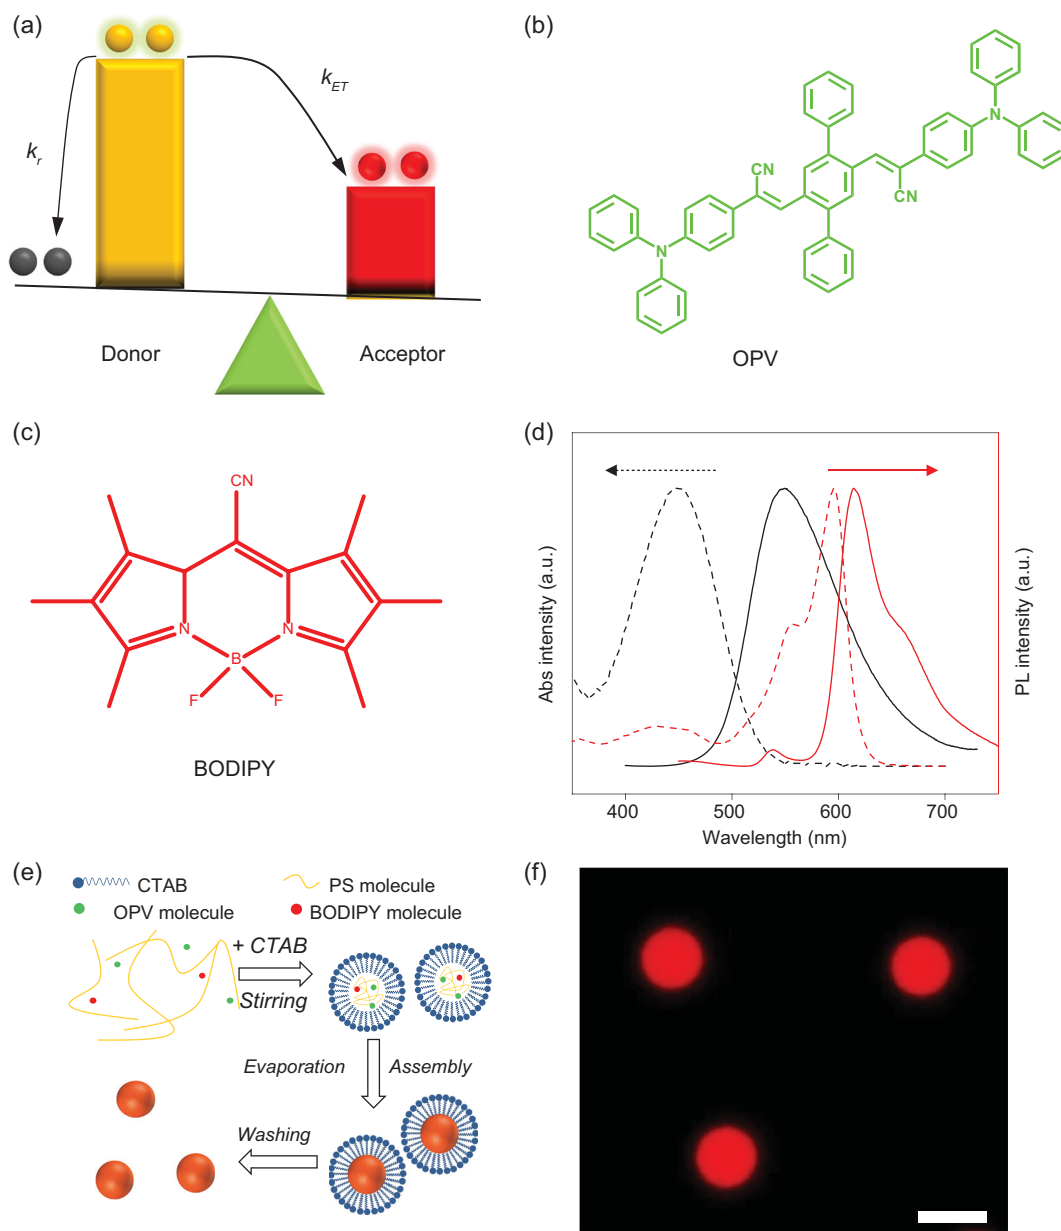 (a)
k_r
k_ET
Donor
Acceptor
(b)
CN
CN
N
N
OPV
(c)
CN
N
N
B
F
F
BODIPY
(d)
Abs intensity (a.u.)
PL intensity (a.u.)
400
500
600
700
Wavelength (nm)
(e)
CTAB
PS molecule
OPV molecule
BODIPY molecule
+ CTAB
Stirring
Evaporation
Assembly
Washing
(f)